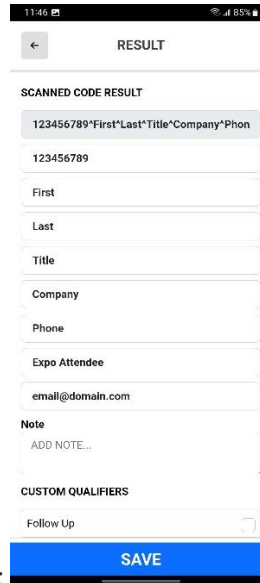 11:46 85%
RESULT
SCANNED CODE RESULT
123456789^First^Last^Title^Company^Phon
123456789
First
Last
Title
Company
Phone
Expo Attendee
email@domain.com
Note
ADD NOTE...
CUSTOM QUALIFIERS
Follow Up
SAVE